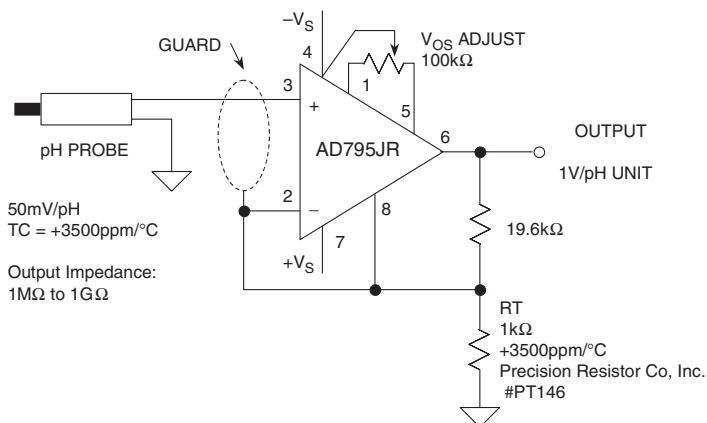 –VS
GUARD
4
VOS ADJUST
100kΩ
3
1
5
+
6
OUTPUT
pH PROBE
AD795JR
1V/pH UNIT
2
–
8
50mV/pH
TC = +3500ppm/°C
7
19.6kΩ
+VS
Output Impedance:
1MΩ to 1GΩ
RT
1kΩ
+3500ppm/°C
Precision Resistor Co, Inc.
#PT146